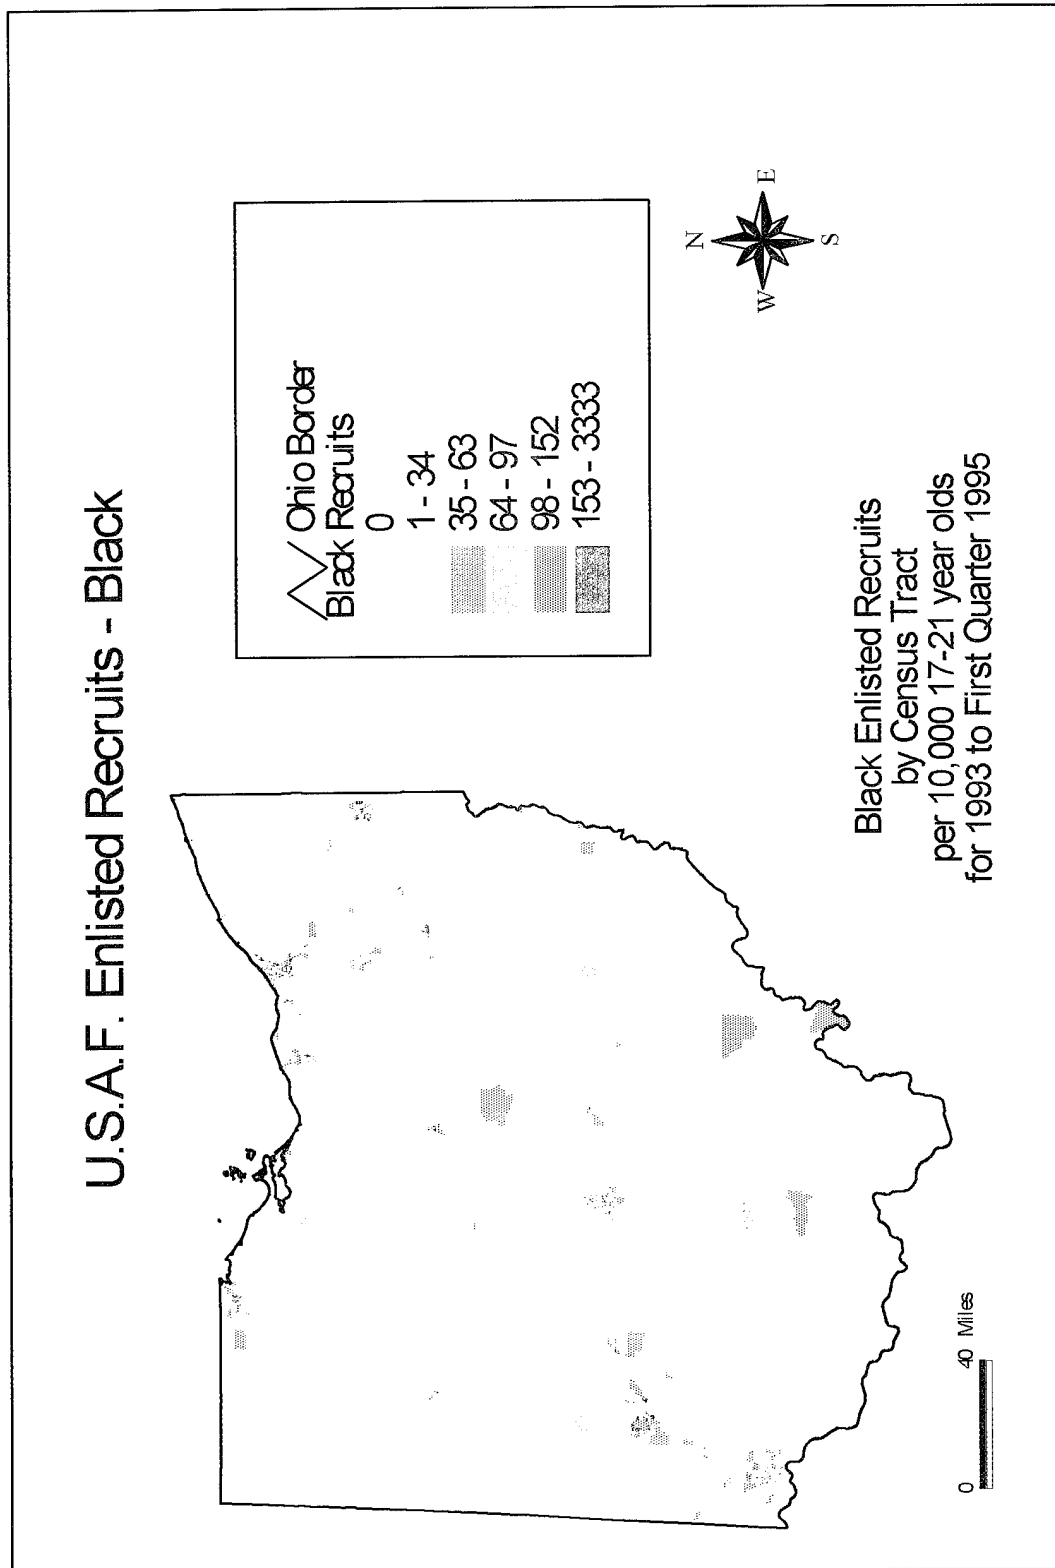 U.S.A.F. Enlisted Recruits - Black
Ohio Border
Black Recruits
0
1 - 34
35 - 63
64 - 97
98 - 152
153 - 3333
N
W
E
S
Black Enlisted Recruits
by Census Tract
per 10,000 17-21 year olds
for 1993 to First Quarter 1995
0
40 Miles